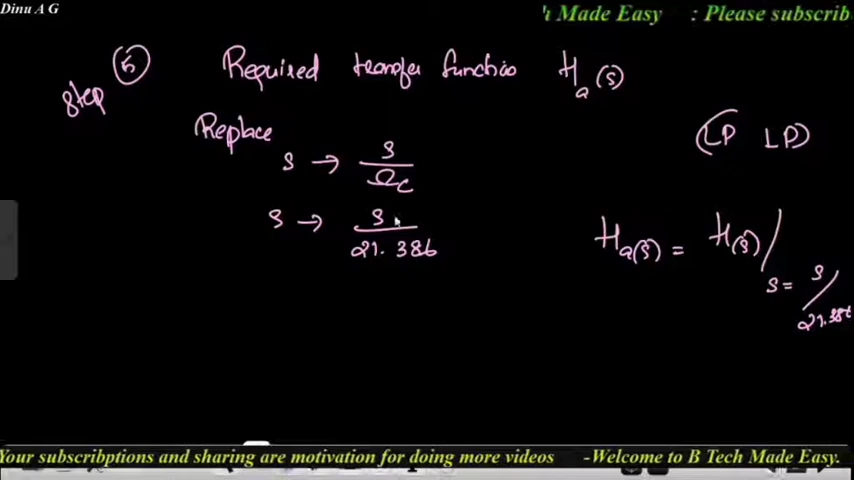 Dinu A G
Made Easy : Please subscrib
Step 5 Required transfer function Ha(s)
Replace
(LP LP)
s → s/Ωc
s → s/21.386
Ha(s) = H(s)/ s = s/21.386
Your subscribptions and sharing are motivation for doing more videos -Welcome to B Tech Made Easy.